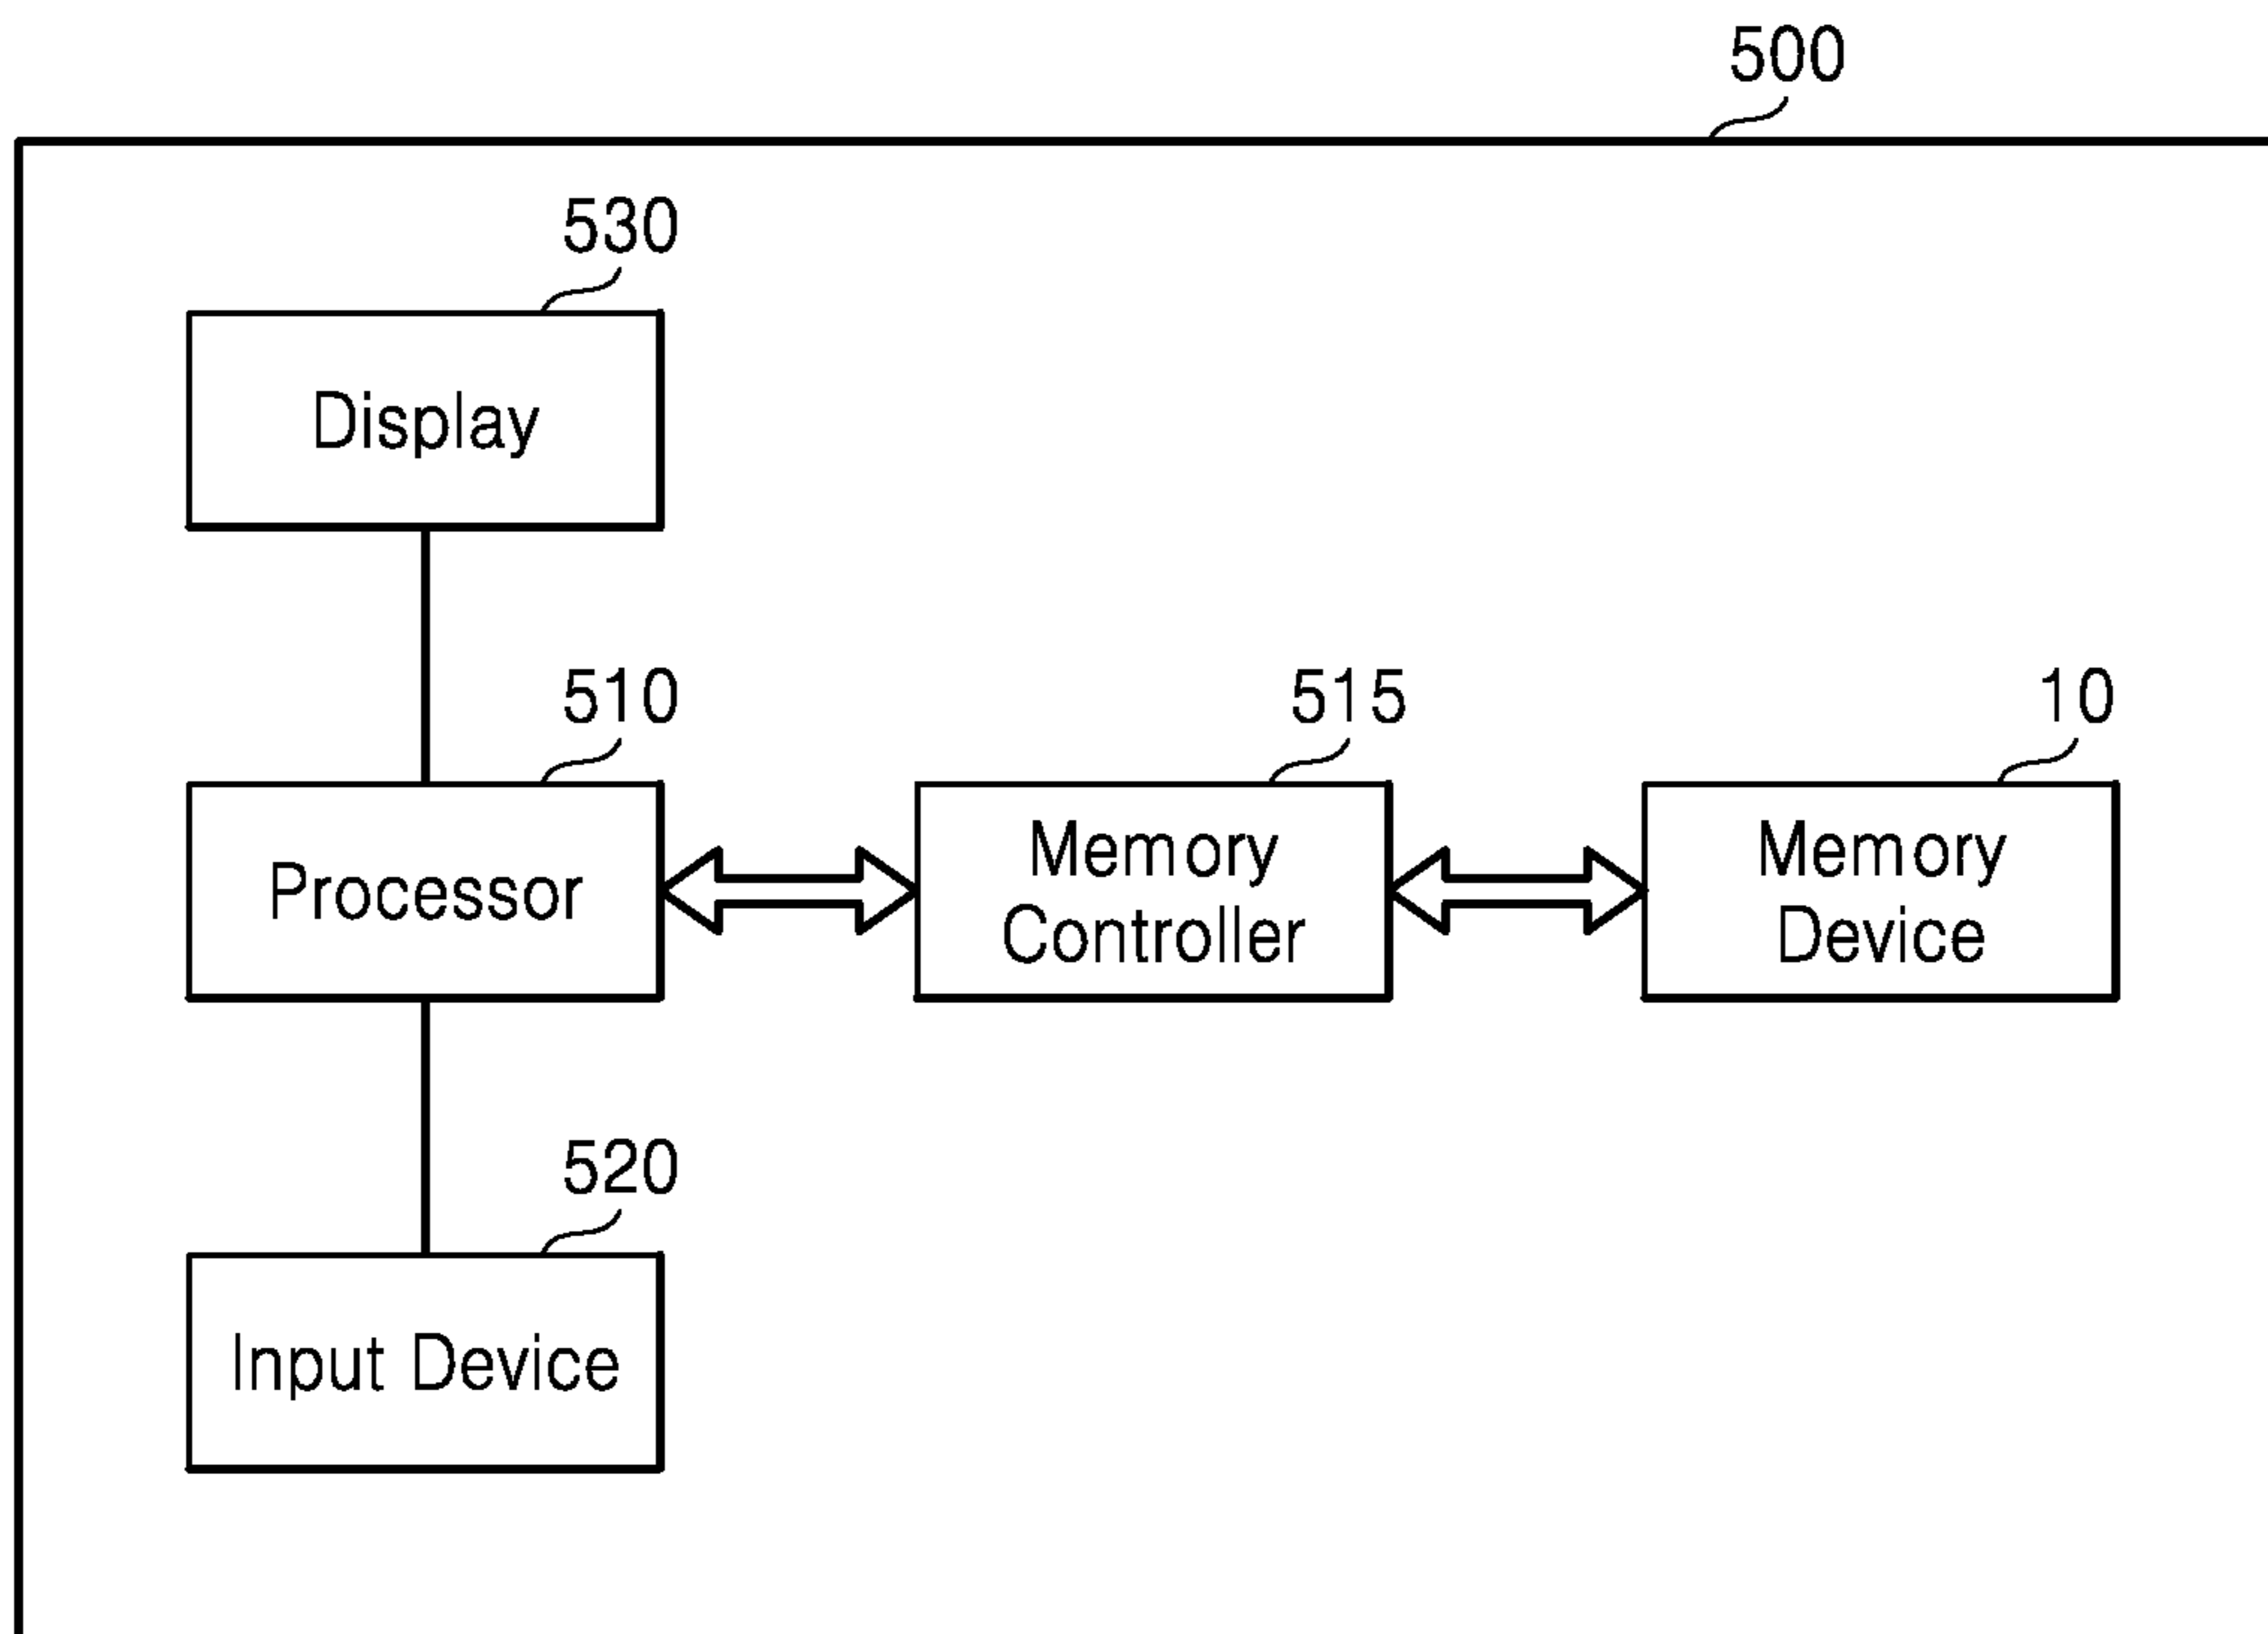 500
530
Display
510
515
10
Processor
Memory
Controller
Memory
Device
520
Input Device